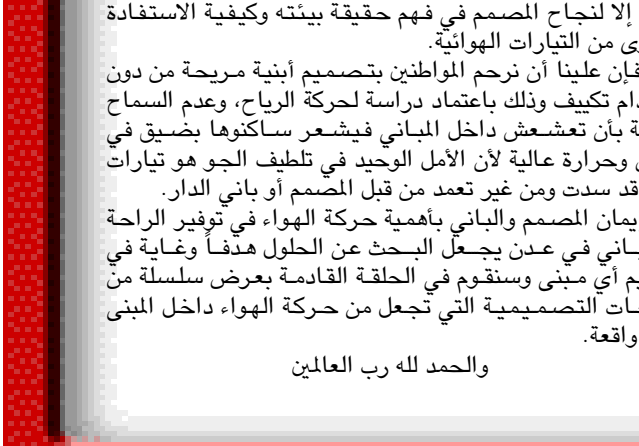 إلا لنجاح المصمم في فهم حقيقة بيئته وكيفية الاستفادة
من التيارات الهوائية.
علينا أن نرحم المواطنين بتصميم أبنية مريحة من دون
تكييف وذلك باعتماد دراسة لحركة الرياح، وعدم السماح
بأن تعشعش داخل المباني فيشعر ساكنوها بضيق في
وحرارة عالية لأن الأمل الوحيد في تلطيف الجو هو تيارات
قد سدت ومن غير تعمد من قبل المصمم أو باني الدار.
المصمم والباني بأهمية حركة الهواء في توفير الراحة
في عدن يجعل البحث عن الحلول هدفاً وغاية في
أي مبنى وسنقوم في الحلقة القادمة بعرض سلسلة من
التصميمية التي تجعل من حركة الهواء داخل المبنى
واقعة.
والحمد لله رب العالمين